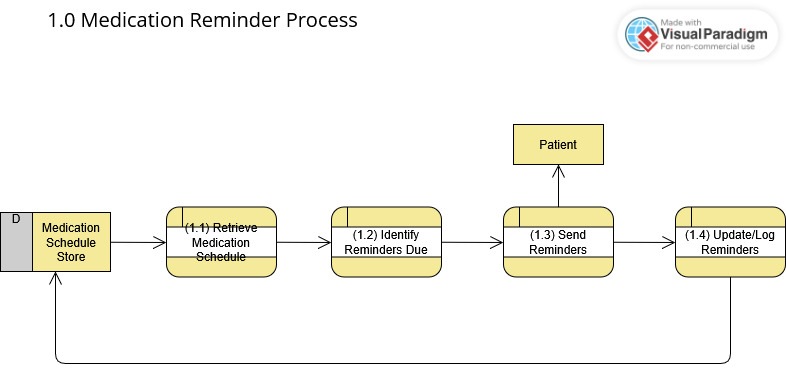 1.0 Medication Reminder Process
Made with
Visual Paradigm
For non-commercial use
Patient
D
Medication
Schedule
Store
(1.1) Retrieve
Medication
Schedule
(1.2) Identify
Reminders Due
(1.3) Send
Reminders
(1.4) Update/Log
Reminders